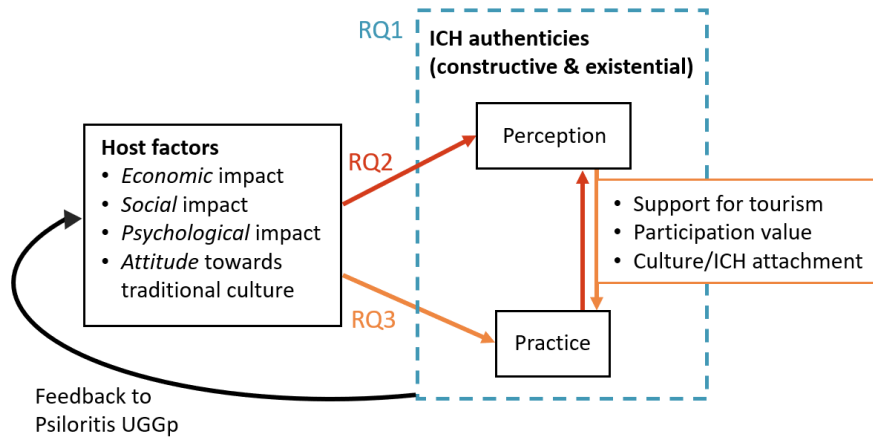 RQ1
ICH authenticies
(constructive & existential)
Perception
Host factors
• Economic impact
• Social impact
• Psychological impact
• Attitude towards
traditional culture
RQ2
• Support for tourism
• Participation value
• Culture/ICH attachment
RQ3
Practice
Feedback to
Psiloritis UGGp